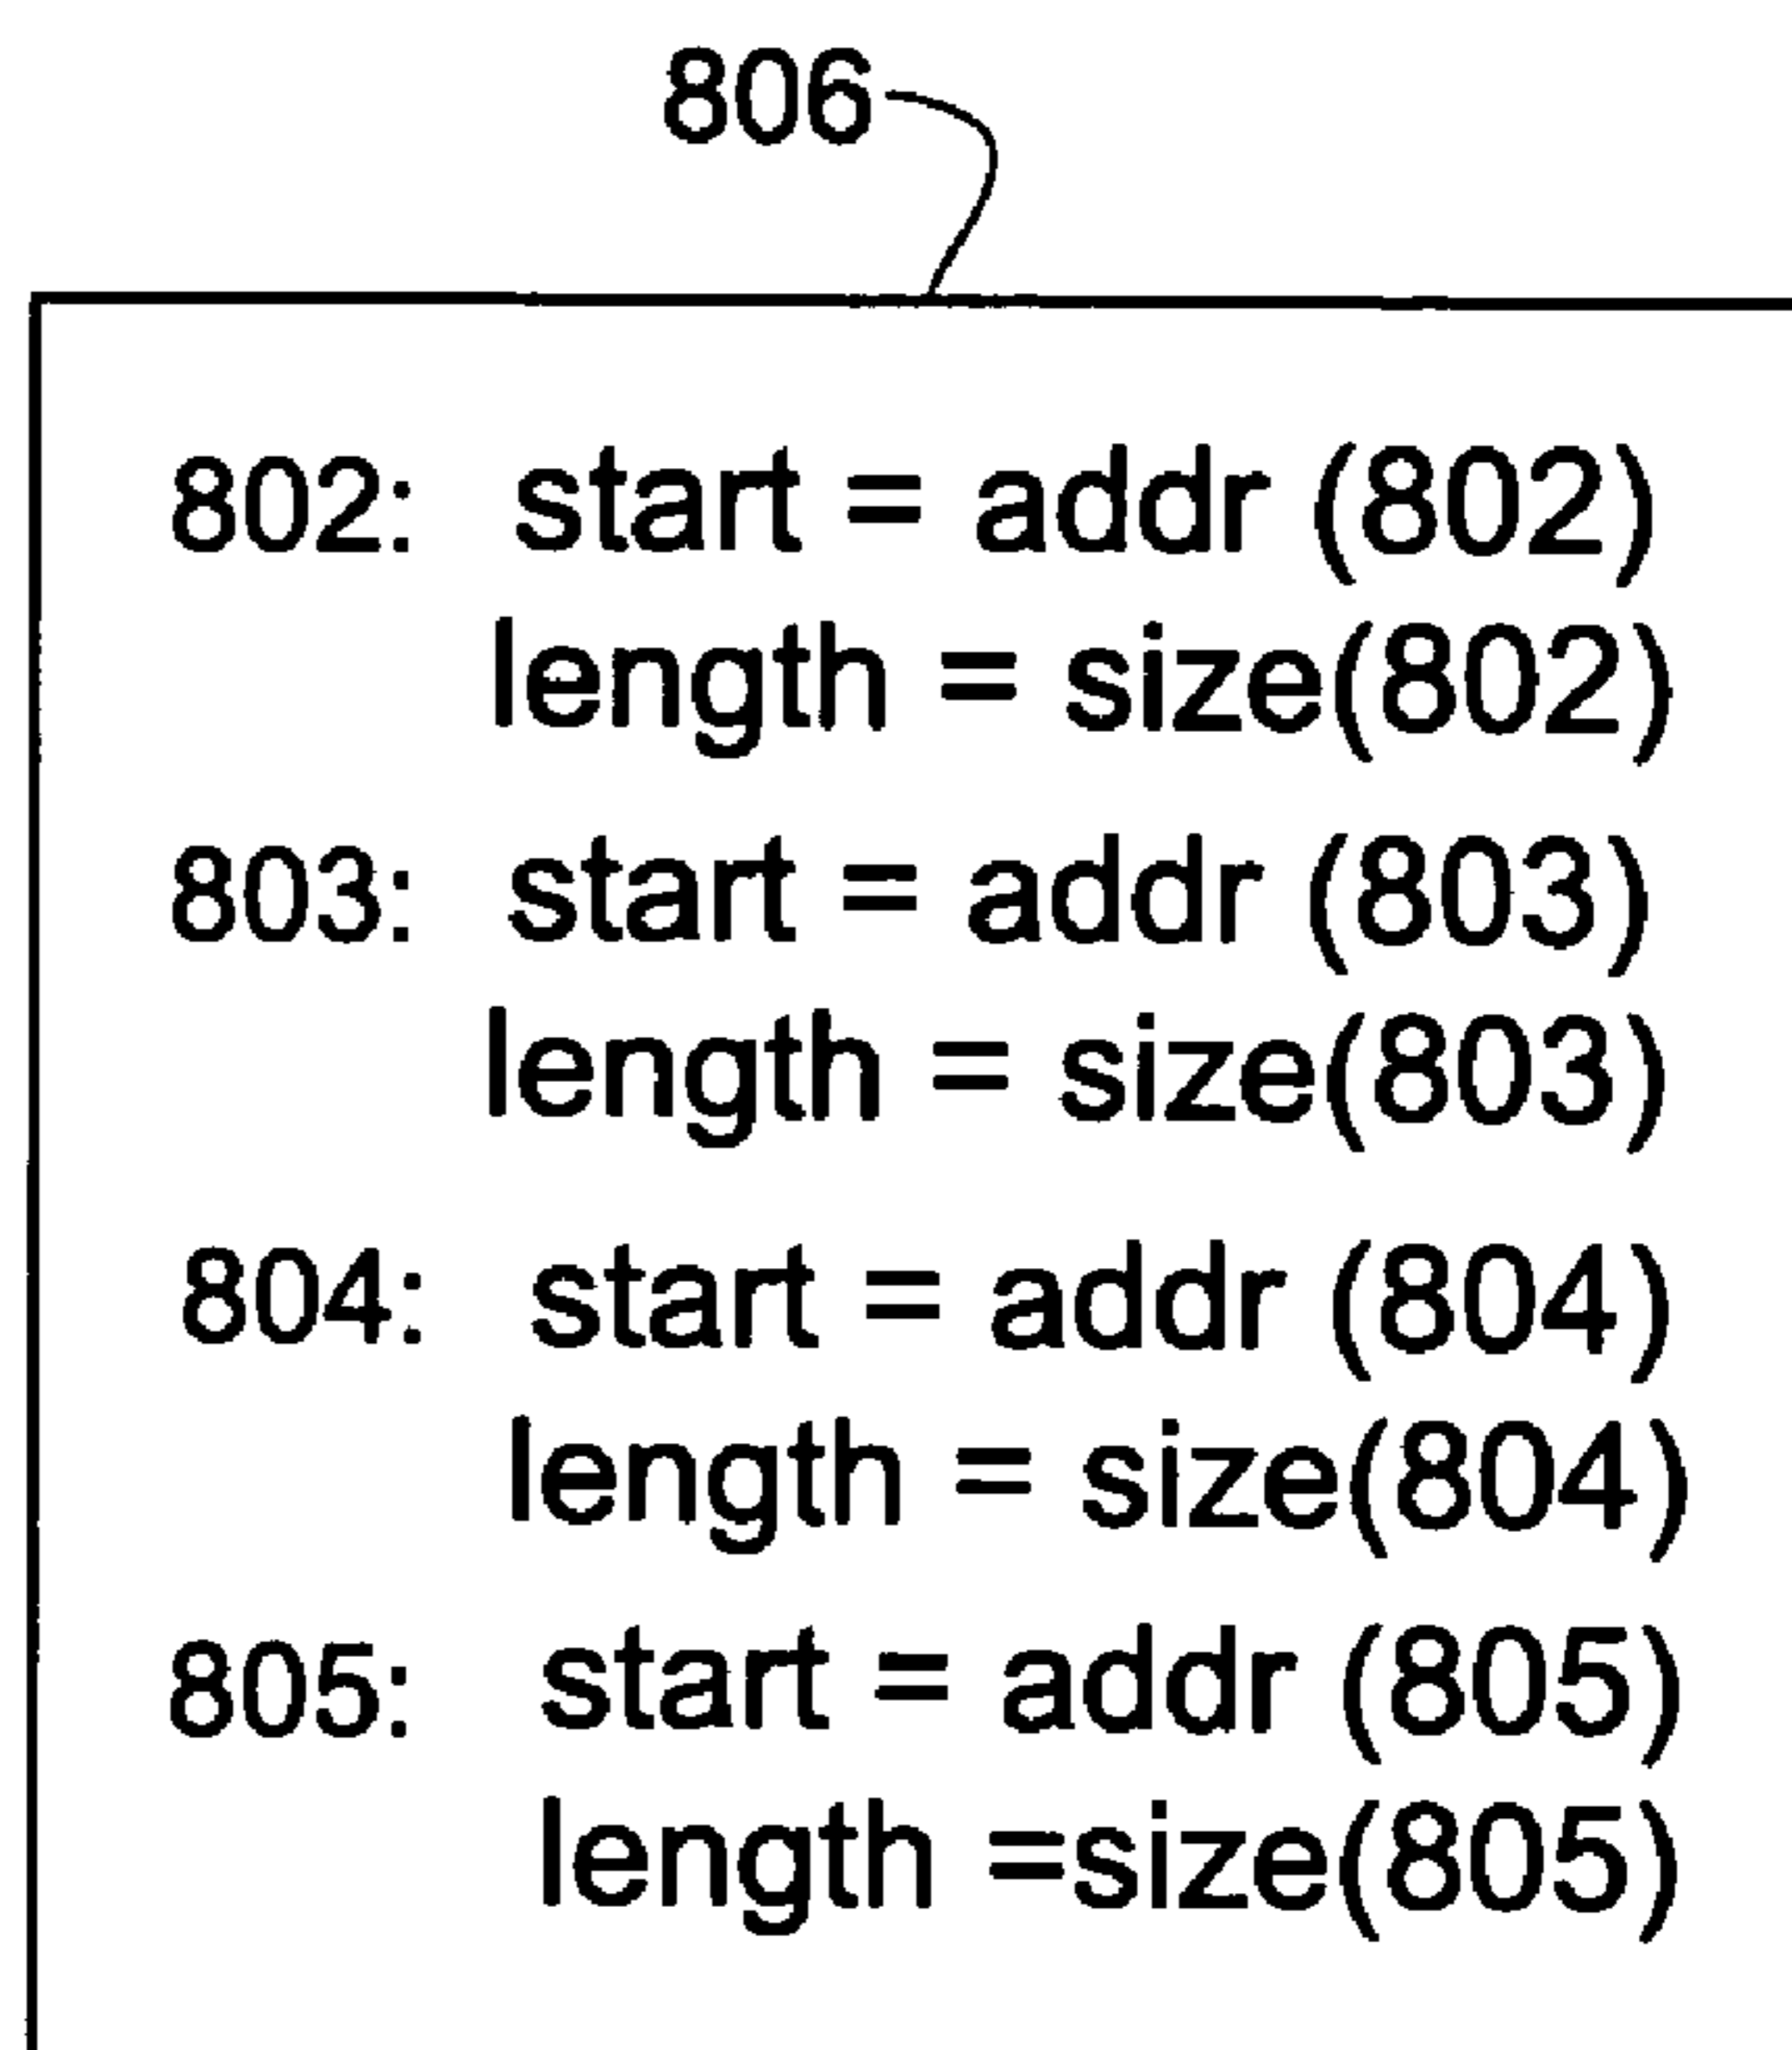 806
802: start = addr (802)
length = size(802)
803: start = addr (803)
length = size(803)
804: start = addr (804)
length = size(804)
805: start = addr (805)
length =size(805)